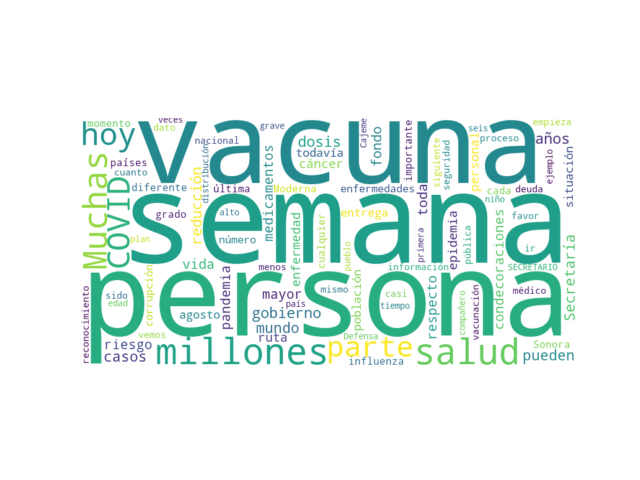 momento
veces
dato
hoy
vacuna
nacional
grave
dosis
todavía
cáncer
Cajeme
fondo
importante
personal
siguiente
seguridad
seis
proceso
empieza
años
Muchas
países
cuanto
COVID
diferente
grado
reducción
distribución
última
alto
número
medicamentos
Moderna
enfermedades
entrega
toda
cada
deuda
niño
ejemplo
situación
semana
plan
vida
enfermedad
cualquier
pueblo
primera
epidemia
pública
condecoraciones
favor
ir
SECRETARIO
Secretaria
persona
reconocimiento
sido
edad
corrupción
vemos
agosto
pandemia
menos
país
mayor
gobierno
mundo
ruta
mismo
población
información
casi
tiempo
respecto
compañero
vacunación
médico
riesgo
casos
millones
Defensa
parte
influenza
salud
Sonora
pueden